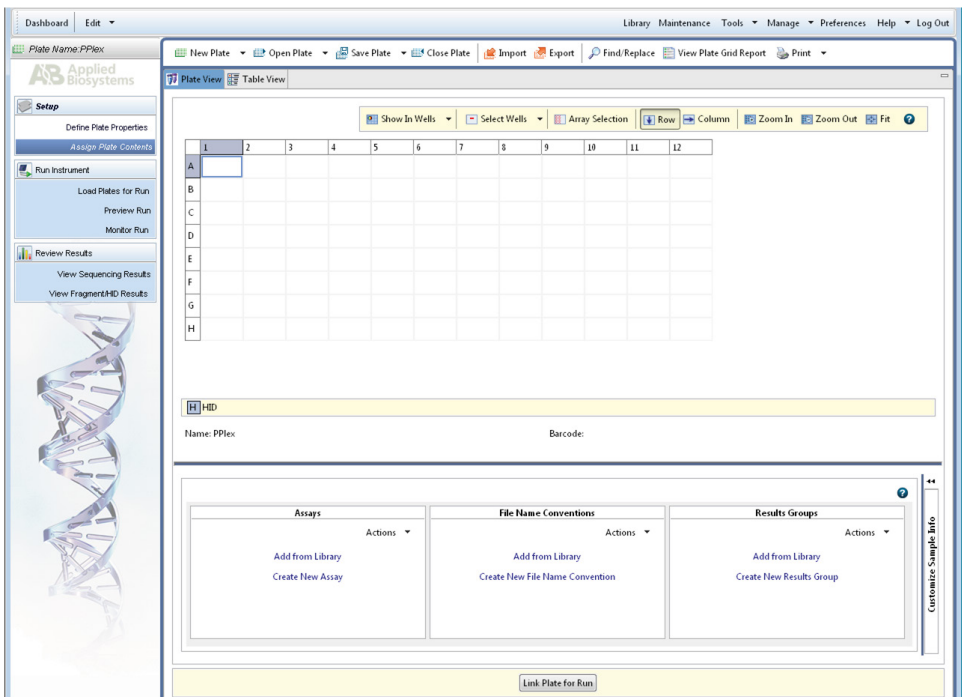 Dashboard Edit Library Maintenance Tools Manage Preferences Help Log Out
Plate Name:PPlex
New Plate Open Plate Save Plate Close Plate Import Export Find/Replace View Plate Grid Report Print
AB Applied Biosystems
Plate View Table View
Setup
Define Plate Properties
Assign Plate Contents
Run Instrument
Load Plates for Run
Preview Run
Monitor Run
Review Results
View Sequencing Results
View Fragment/HID Results
Show In Wells Select Wells Array Selection Row Column Zoom In Zoom Out Fit ?
1 2 3 4 5 6 7 8 9 10 11 12
A
B
C
D
E
F
G
H
H HID
Name: PPlex Barcode:
?
Assays File Name Conventions Results Groups
Actions Actions Actions
Add from Library Add from Library Add from Library
Create New Assay Create New File Name Convention Create New Results Group
Customize Sample Info
Link Plate for Run